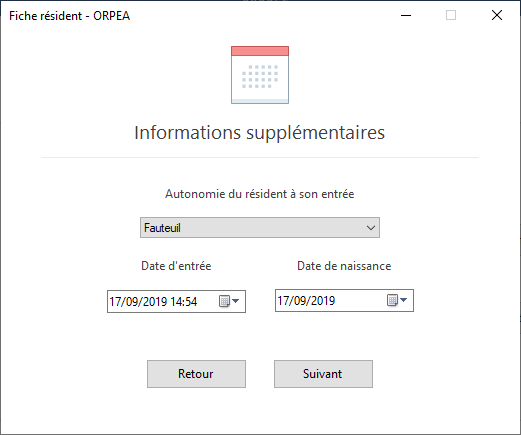 Fiche résident - ORPEA
Informations supplémentaires
Autonomie du résident à son entrée
Fauteuil
Date d'entrée
Date de naissance
17/09/2019 14:54
17/09/2019
Retour
Suivant